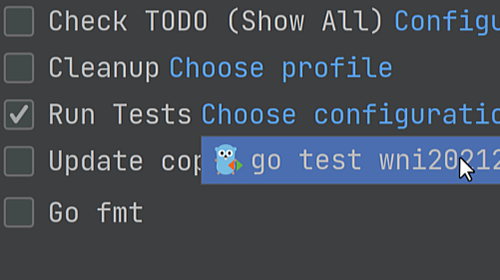 Check TODO (Show All) Configu
Cleanup Choose profile
Run Tests Choose configuratio
Update cop
go test wni20212
Go fmt